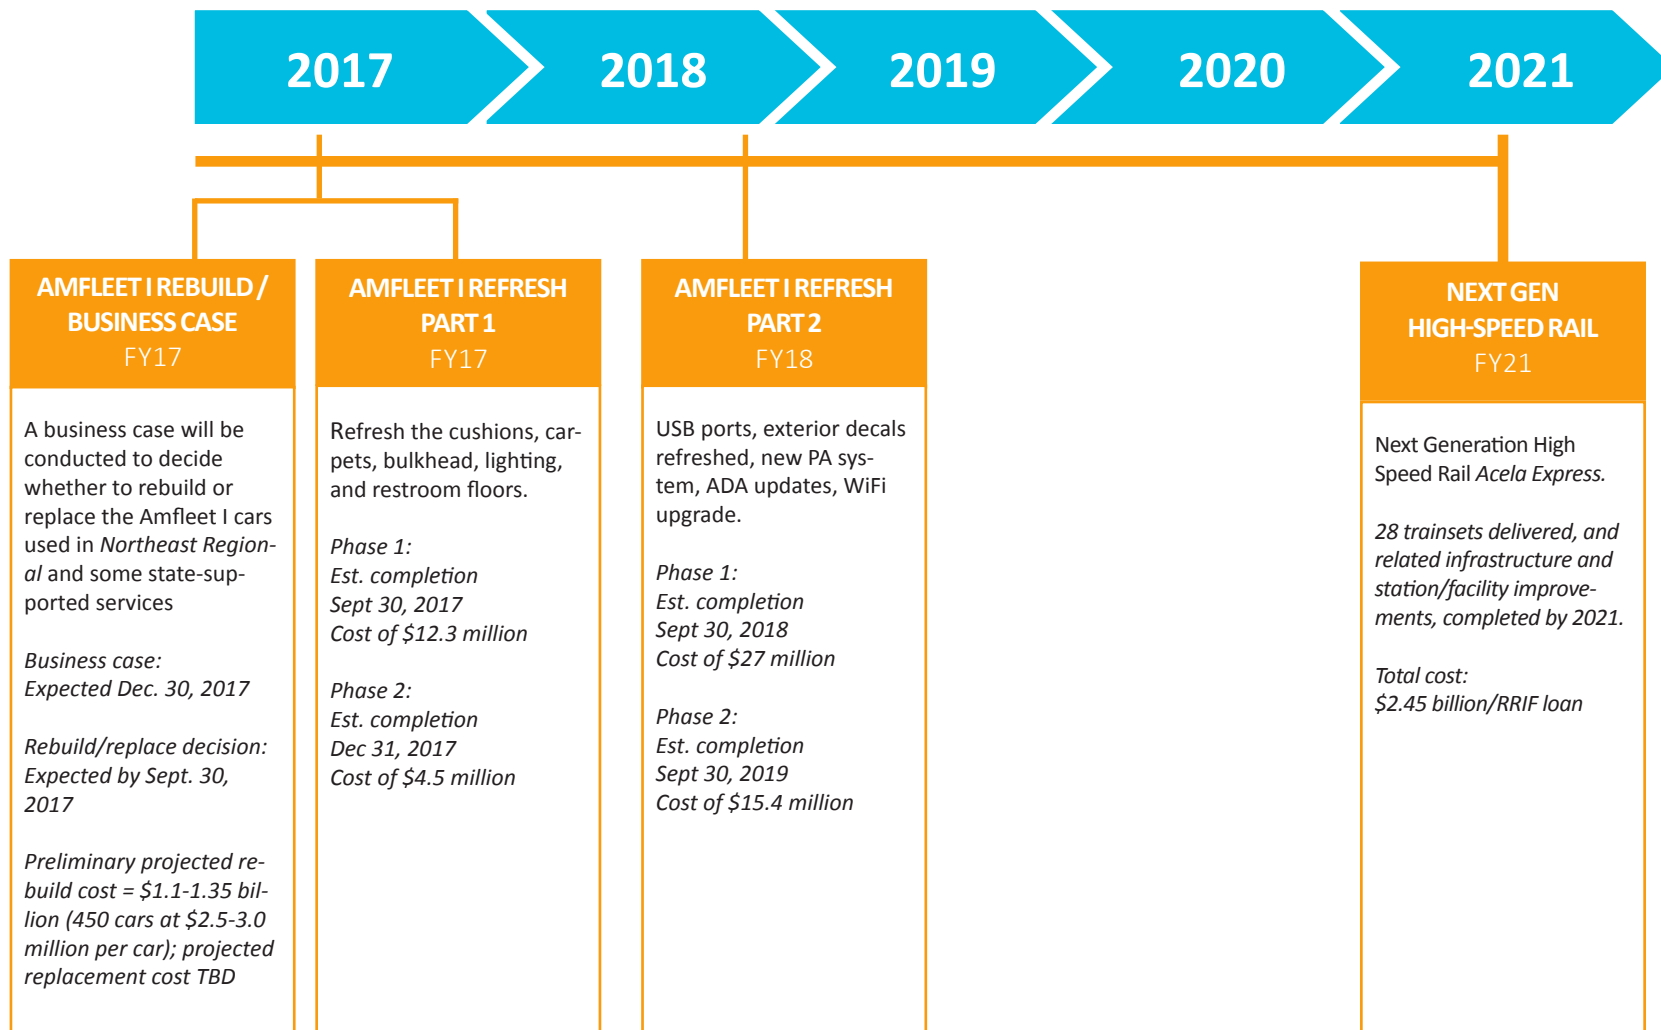 2017
2018
2019
2020
2021
AMFLEET I REBUILD /
BUSINESS CASE
FY17
A business case will be
conducted to decide
whether to rebuild or
replace the Amfleet I cars
used in Northeast Region-
al and some state-sup-
ported services
Business case:
Expected Dec. 30, 2017
Rebuild/replace decision:
Expected by Sept. 30,
2017
Preliminary projected re-
build cost = $1.1-1.35 bil-
lion (450 cars at $2.5-3.0
million per car); projected
replacement cost TBD
AMFLEET I REFRESH
PART 1
FY17
Refresh the cushions, car-
pets, bulkhead, lighting,
and restroom floors.
Phase 1:
Est. completion
Sept 30, 2017
Cost of $12.3 million
Phase 2:
Est. completion
Dec 31, 2017
Cost of $4.5 million
AMFLEET I REFRESH
PART 2
FY18
USB ports, exterior decals
refreshed, new PA sys-
tem, ADA updates, WiFi
upgrade.
Phase 1:
Est. completion
Sept 30, 2018
Cost of $27 million
Phase 2:
Est. completion
Sept 30, 2019
Cost of $15.4 million
NEXT GEN
HIGH-SPEED RAIL
FY21
Next Generation High
Speed Rail Acela Express.
28 trainsets delivered, and
related infrastructure and
station/facility improve-
ments, completed by 2021.
Total cost:
$2.45 billion/RRIF loan